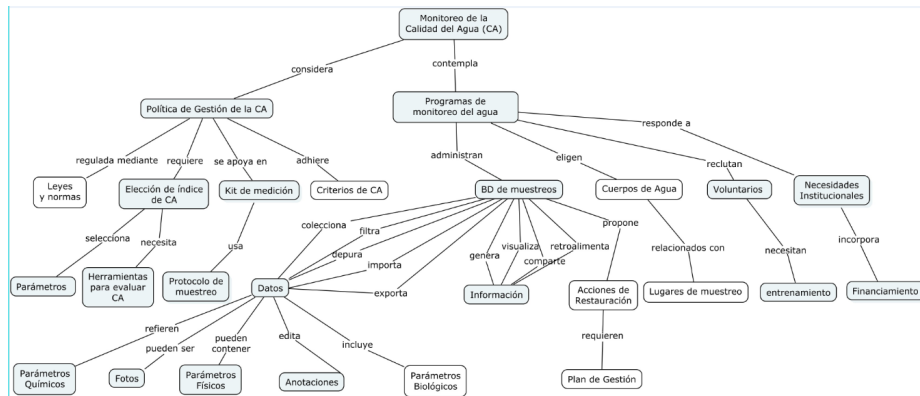 Monitoreo de la
Calidad del Agua (CA)
considera
contempla
Política de Gestión de la CA
Programas de
monitoreo del agua
responde a
regulada mediante
requiere
se apoya en
adhiere
administran
eligen
reclutan
Leyes
y normas
Elección de índice
de CA
Kit de medición
Criterios de CA
BD de muestreos
Cuerpos de Agua
Voluntarios
Necesidades
Institucionales
selecciona
necesita
usa
colecciona
filtra
depura
importa
exporta
genera
visualiza
comparte
retroalimenta
propone
relacionados con
necesitan
incorpora
Parámetros
Herramientas
para evaluar
CA
Protocolo de
muestreo
Datos
Información
Acciones de
Restauración
Lugares de muestreo
entrenamiento
Financiamiento
refieren
pueden ser
pueden
contener
edita
incluye
requieren
Parámetros
Químicos
Fotos
Parámetros
Físicos
Anotaciones
Parámetros
Biológicos
Plan de Gestión